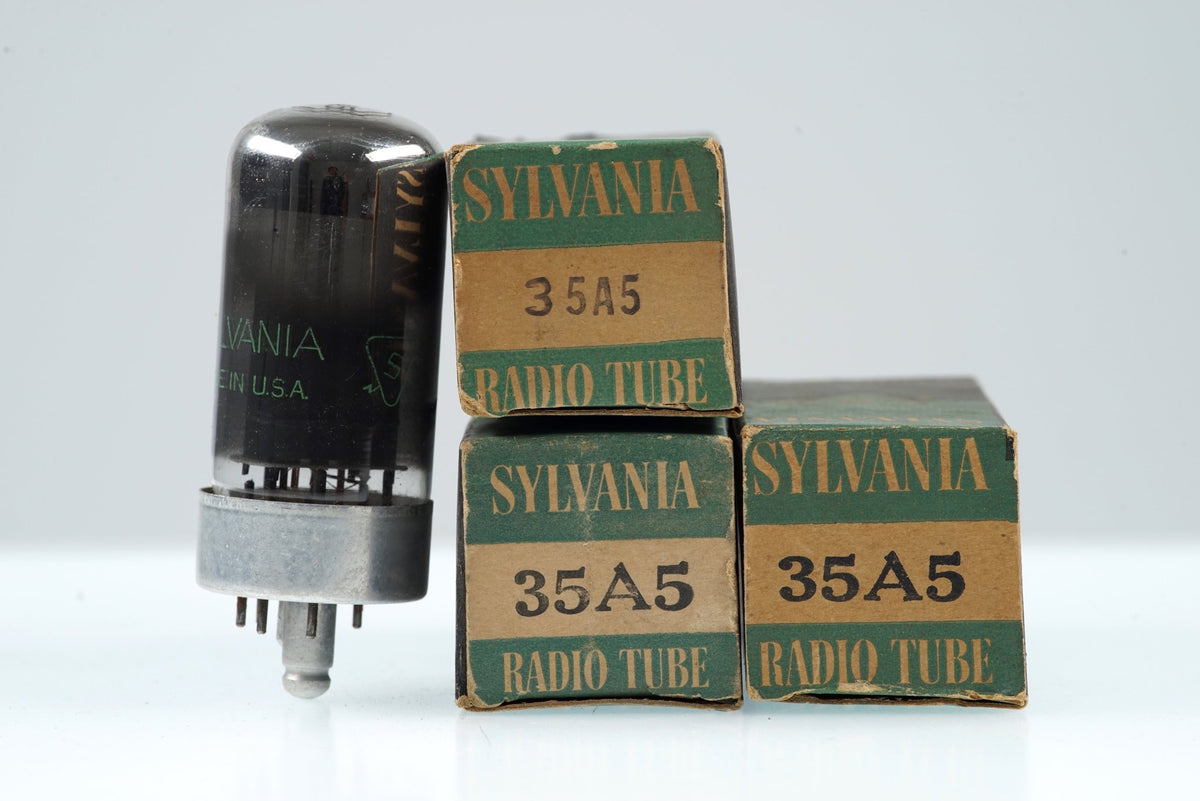 LVANIA
E IN U.S.A.
SYLVANIA
35A5
RADIO TUBE
SYLVANIA
35A5
RADIO TUBE
SYLVANIA
35A5
RADIO TUBE